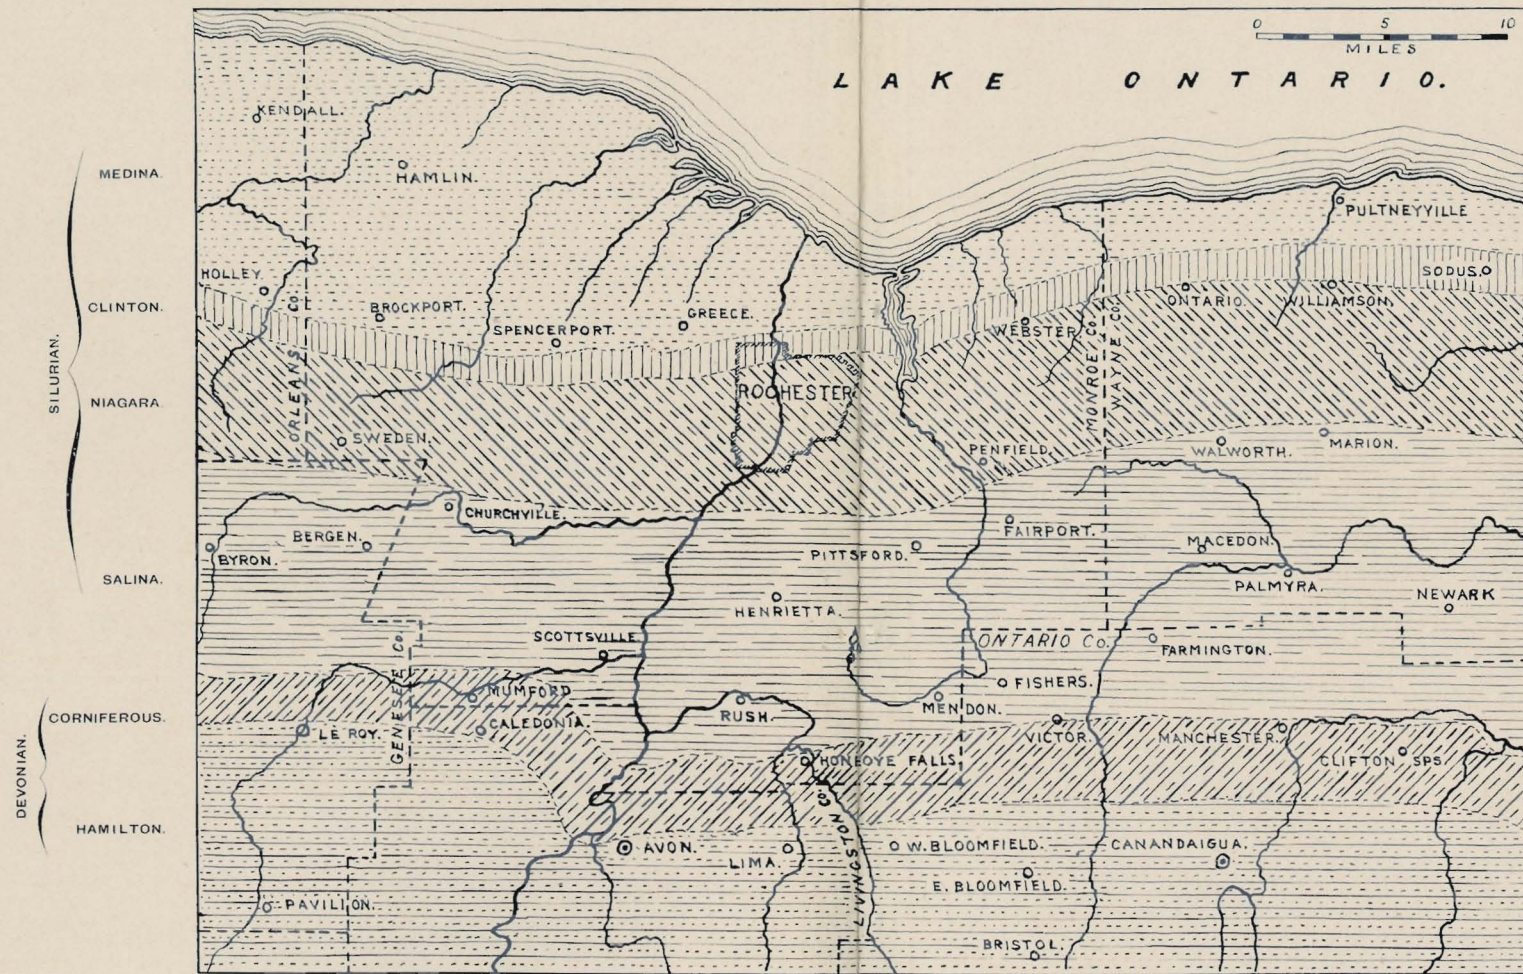 0 5 10
MILES
LAKE ONTARIO.
KENDALL.
MEDINA.
HAMLIN.
PULTNEYVILLE
HOLLEY.
SODUS.
CLINTON.
BROCKPORT.
ONTARIO.
WILLIAMSON.
GREECE.
SPENCERPORT.
WEBSTER
ORLEANS CO.
MONROE CO.
WAYNE CO.
SILURIAN.
NIAGARA.
ROCHESTER
SWEDEN.
PENFIELD.
WALWORTH.
MARION.
CHURCHVILLE.
FAIRPORT.
BERGEN.
BYRON.
PITTSFORD.
MACEDON.
SALINA.
PALMYRA.
NEWARK
HENRIETTA.
SCOTTSVILLE.
ONTARIO CO.
FARMINGTON.
FISHERS.
MUMFORD
GENESEE CO.
CORNIFEROUS.
CALEDONIA.
RUSH.
MENDON.
LE ROY.
VICTOR.
MANCHESTER.
HONEOYE FALLS.
CLIFTON SPS.
DEVONIAN.
HAMILTON.
AVON.
LIMA.
LIVINGSTON CO.
W. BLOOMFIELD.
CANANDAIGUA.
E. BLOOMFIELD.
PAVILION.
BRISTOL.